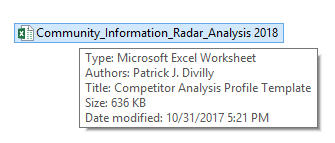 Community_Information_Radar_Analysis 2018
Type: Microsoft Excel Worksheet
Authors: Patrick J. Divilly
Title: Competitor Analysis Profile Template
Size: 636 KB
Date modified: 10/31/2017 5:21 PM